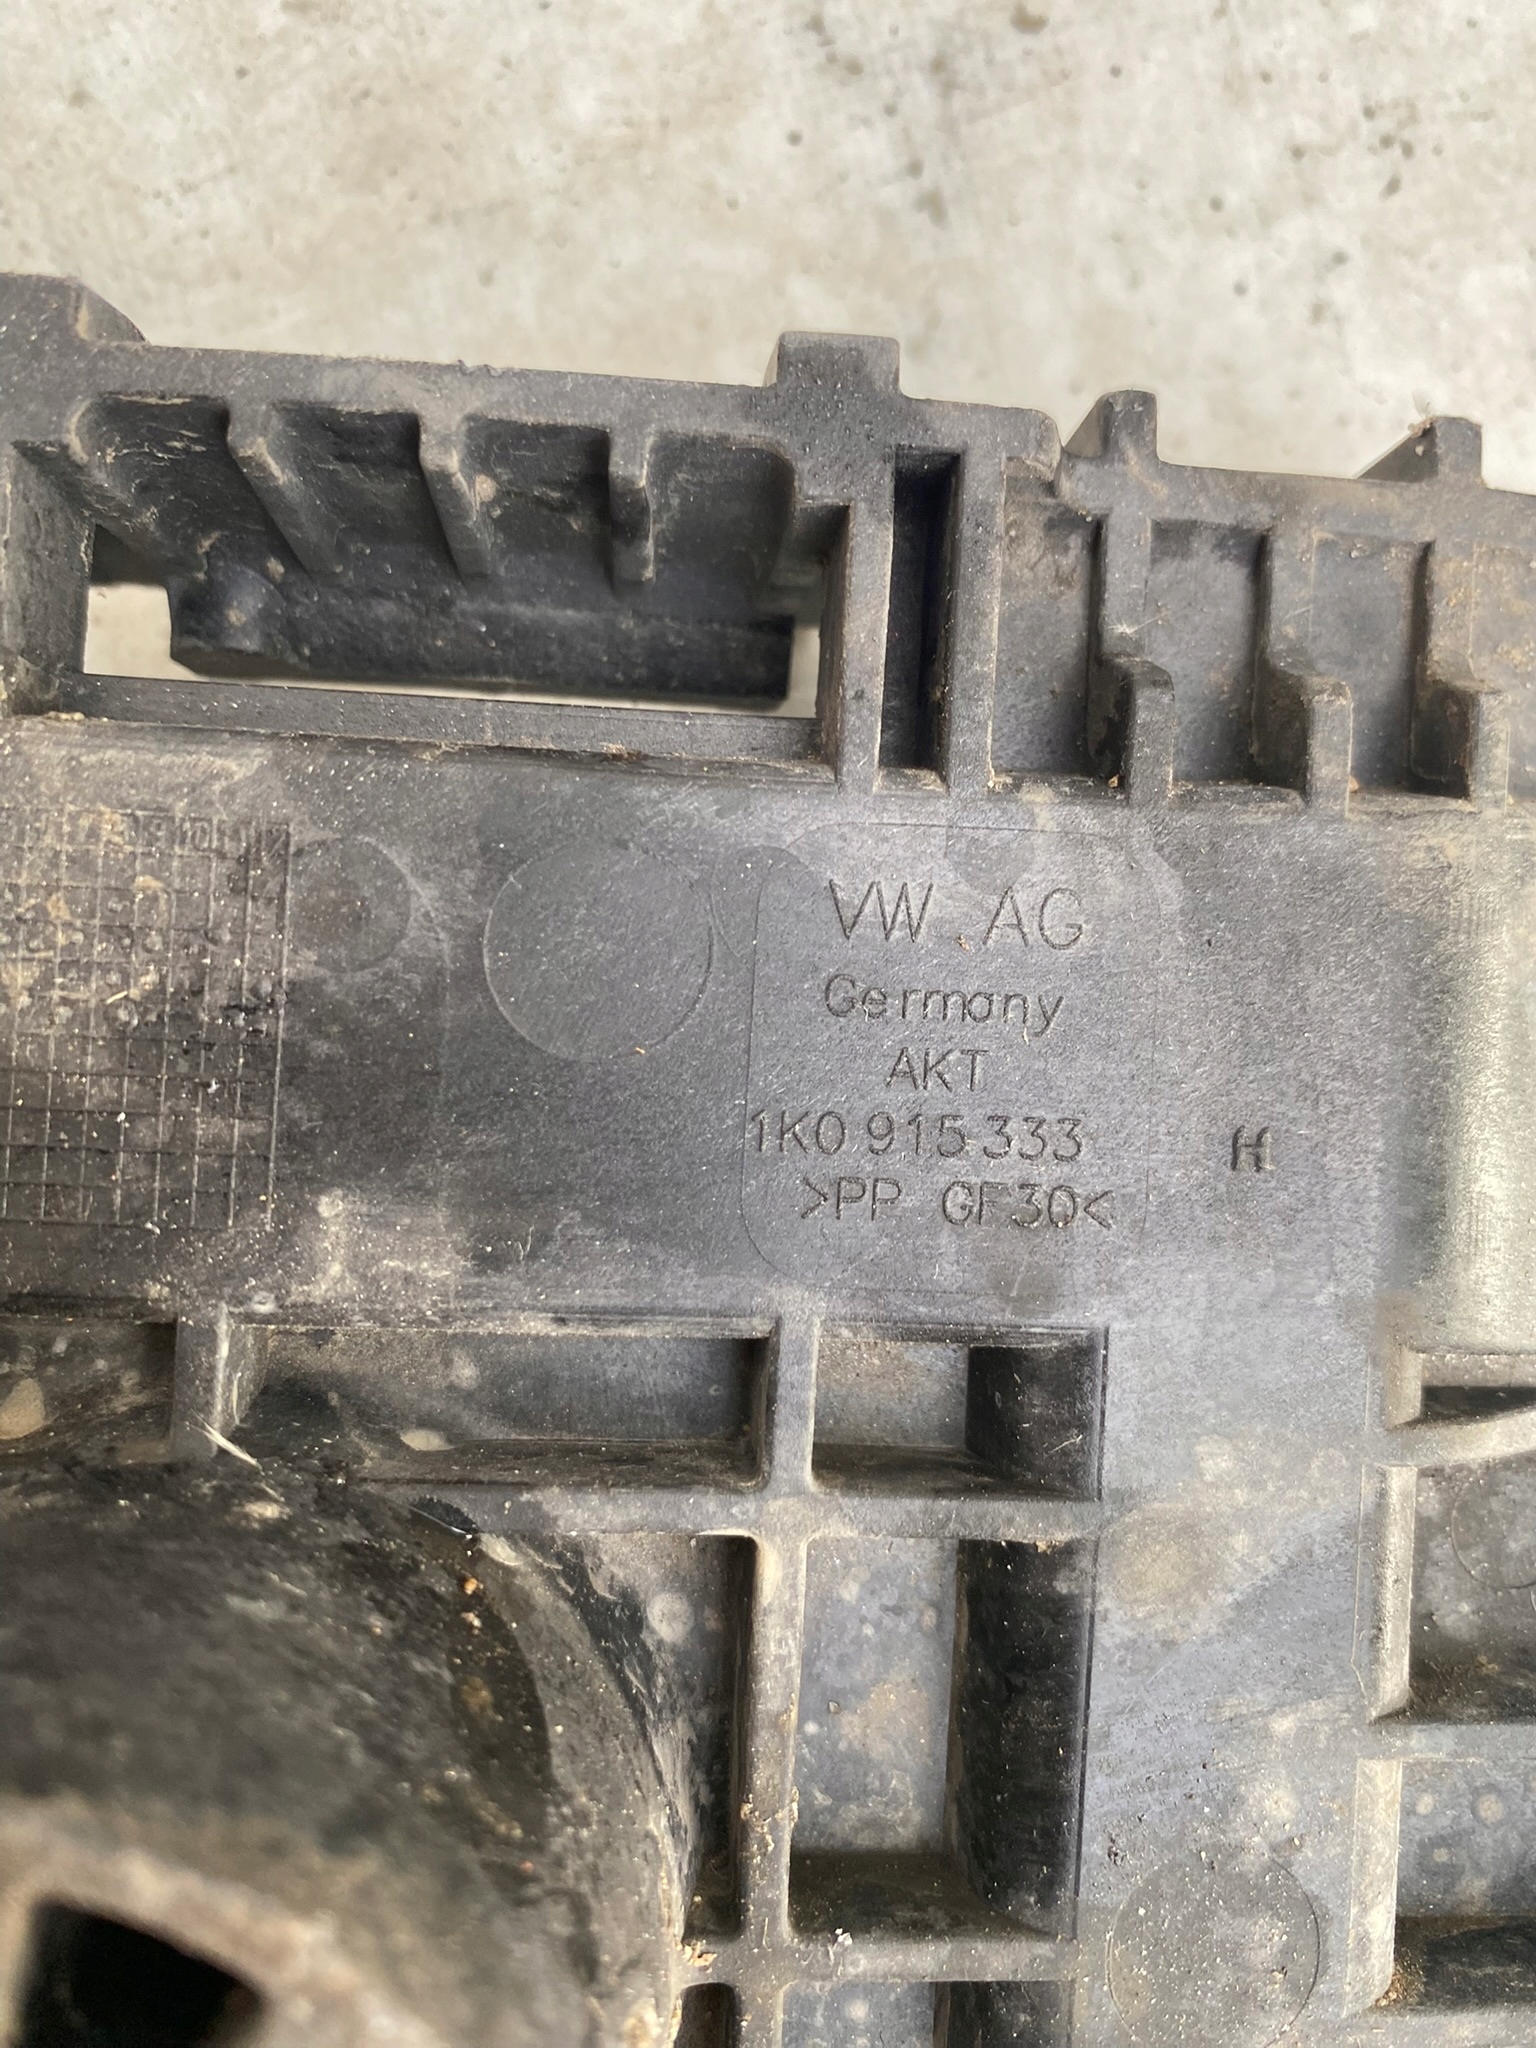 VW AG
Germany
AKT
1K0 915 333 H
>PP GF30<